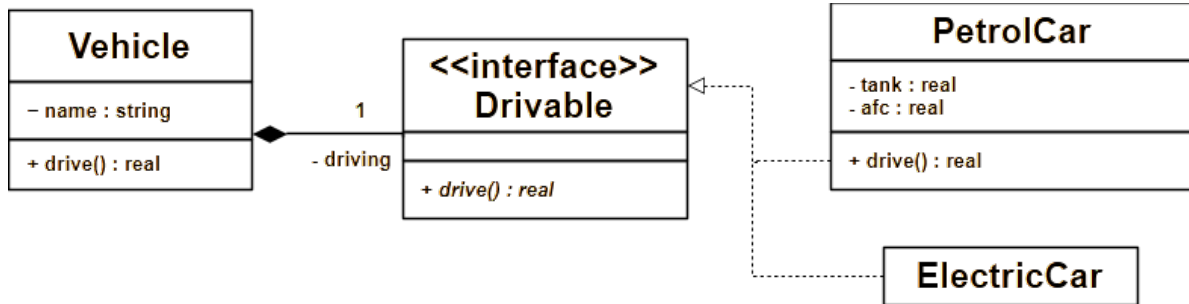 Vehicle
– name : string
+ drive() : real
1
- driving
<<interface>>
Drivable
+ drive() : real
PetrolCar
- tank : real
- afc : real
+ drive() : real
ElectricCar